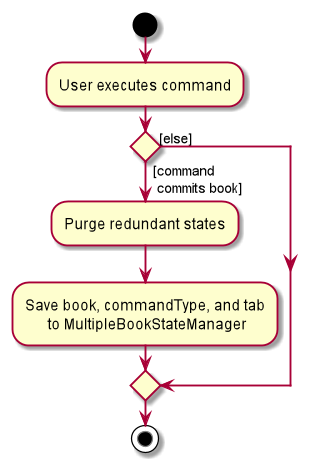 User executes command
[else]
[command
commits book]
Purge redundant states
Save book, commandType, and tab
to MultipleBookStateManager